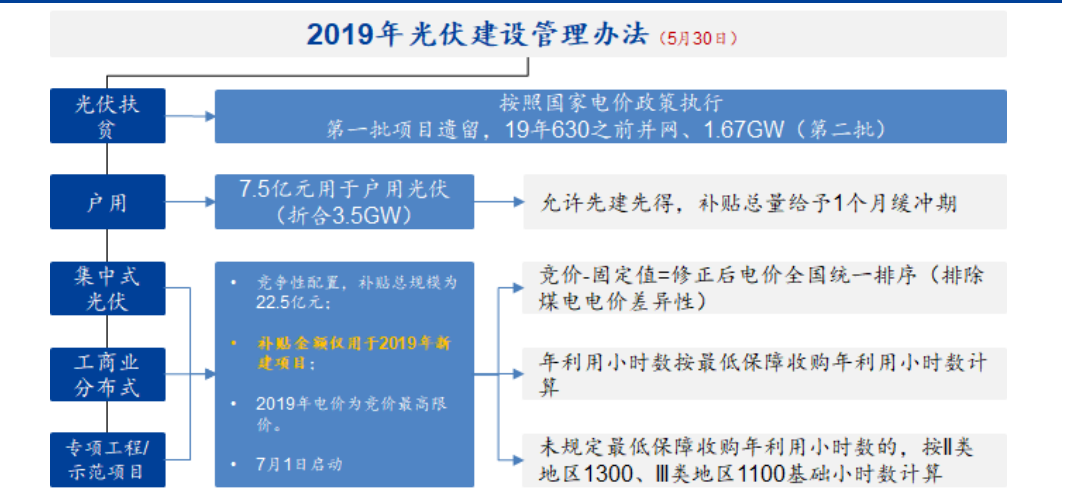 2019年光伏建设管理办法（5月30日）
光伏扶
贫
按照国家电价政策执行
第一批项目遗留，19年630之前并网、1.67GW（第二批）
户用
7.5亿元用于户用光伏
（折合3.5GW）
允许先建先得，补贴总量给予1个月缓冲期
集中式
光伏
工商业
分布式
专项工程/
示范项目
• 竞争性配置，补贴总规模为
22.5亿元；
• 补贴金额仅用于2019年新
建项目；
• 2019年电价为竞价最高限
价。
• 7月1日启动
竞价-固定值=修正后电价全国统一排序（排除
煤电电价差异性）
年利用小时数按最低保障收购年利用小时数计
算
未规定最低保障收购年利用小时数的，按Ⅱ类
地区1300、Ⅲ类地区1100基础小时数计算